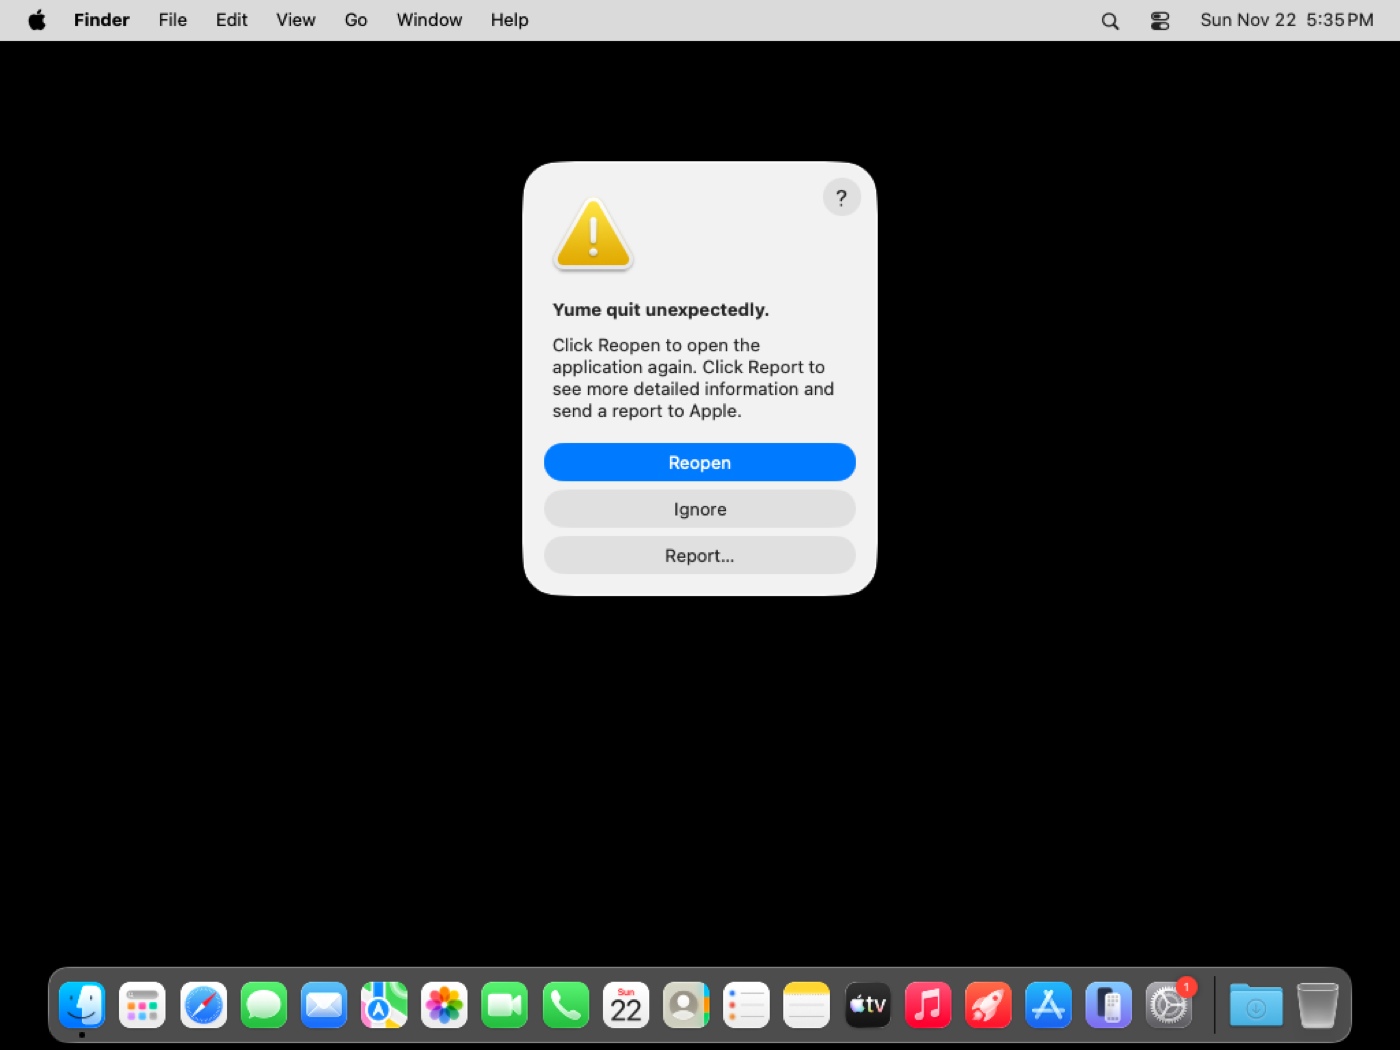 Finder File Edit View Go Window Help Sun Nov 22 5:35 PM
?
Yume quit unexpectedly.
Click Reopen to open the
application again. Click Report to
see more detailed information and
send a report to Apple.
Reopen
Ignore
Report...
Sun
22
tv
1